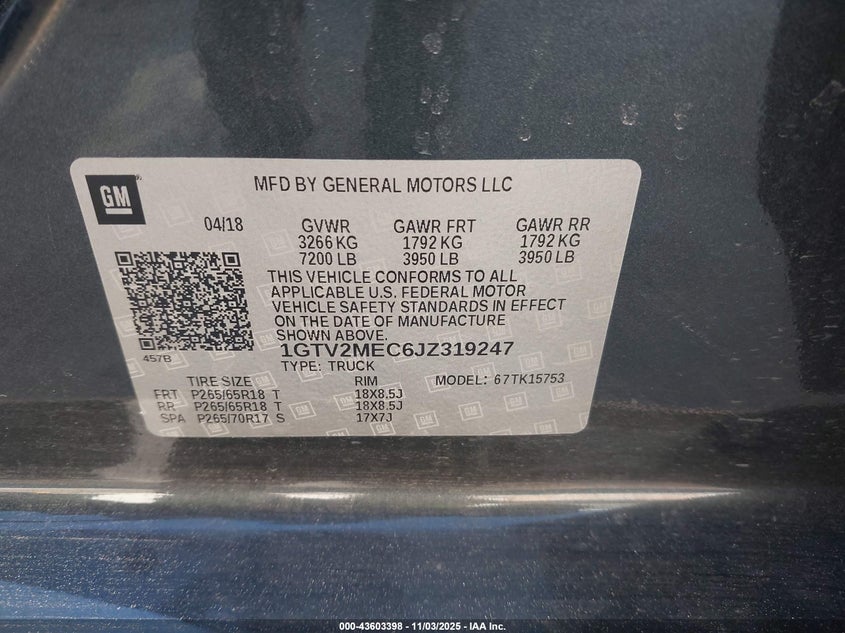 GM
MFD BY GENERAL MOTORS LLC
04/18 GVWR GAWR FRT GAWR RR
3266 KG 1792 KG 1792 KG
7200 LB 3950 LB 3950 LB
THIS VEHICLE CONFORMS TO ALL
APPLICABLE U.S. FEDERAL MOTOR
VEHICLE SAFETY STANDARDS IN EFFECT
ON THE DATE OF MANUFACTURE
SHOWN ABOVE.
457B
1GTV2MEC6JZ319247
TYPE: TRUCK
TIRE SIZE RIM MODEL: 67TK15753
FRT P265/65R18 T 18X8.5J
RR P265/65R18 T 18X8.5J
SPA P265/70R17 S 17X7J
000-43603398 - 11/03/2025 - IAA Inc.